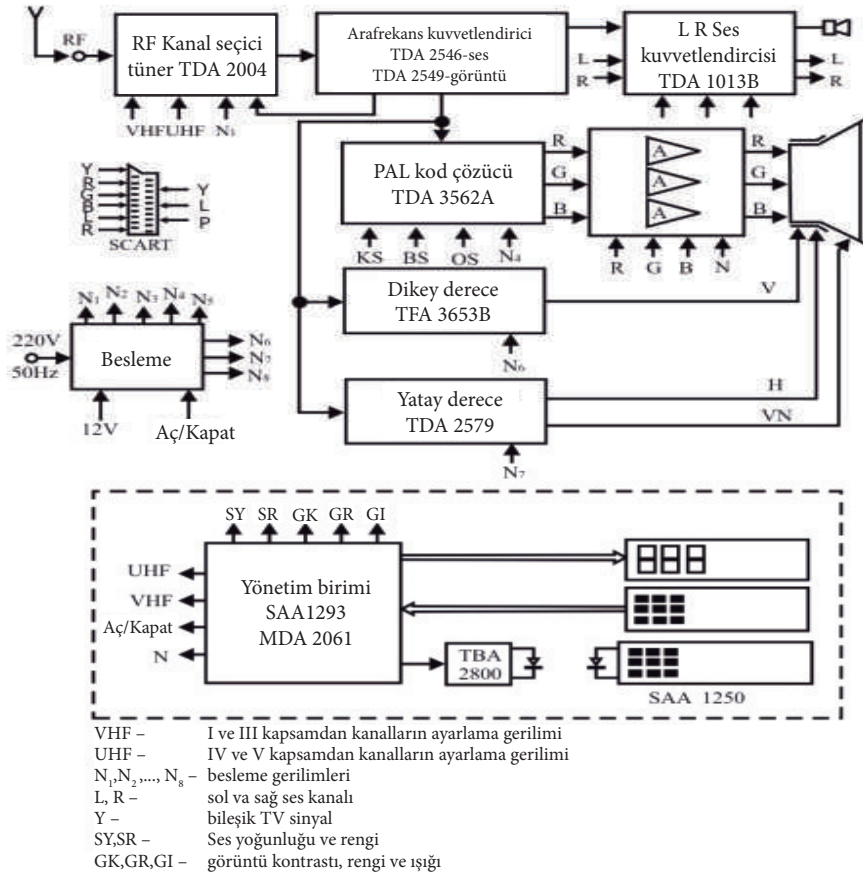 RF
RF Kanal seçici
tüner TDA 2004
VHF UHF N₁
Arafrekans kuvvetlendirici
TDA 2546-ses
TDA 2549-görüntü
L
R
L R Ses
kuvvetlendircisi
TDA 1013B
L
R
Y
R
G
B
L
R
Y
L
P
SCART
PAL kod çözücü
TDA 3562A
R
G
B
KS BS OS N₄
A
A
A
R
G
B
R G B N
N₁ N₂ N₃ N₄ N₅
220V
50Hz
Besleme
N₆
N₇
N₈
12V Aç/Kapat
Dikey derece
TFA 3653B
V
N₆
Yatay derece
TDA 2579
H
VN
N₇
SY SR GK GR GI
UHF
VHF
Aç/Kapat
N
Yönetim birimi
SAA1293
MDA 2061
TBA
2800
SAA 1250
VHF – I ve III kapsamdan kanalların ayarlama gerilimi
UHF – IV ve V kapsamdan kanalların ayarlama gerilimi
N₁,N₂,..., N₈ – besleme gerilimleri
L, R – sol va sağ ses kanalı
Y – bileşik TV sinyal
SY,SR – Ses yoğunluğu ve rengi
GK,GR,GI – görüntü kontrastı, rengi ve ışığı